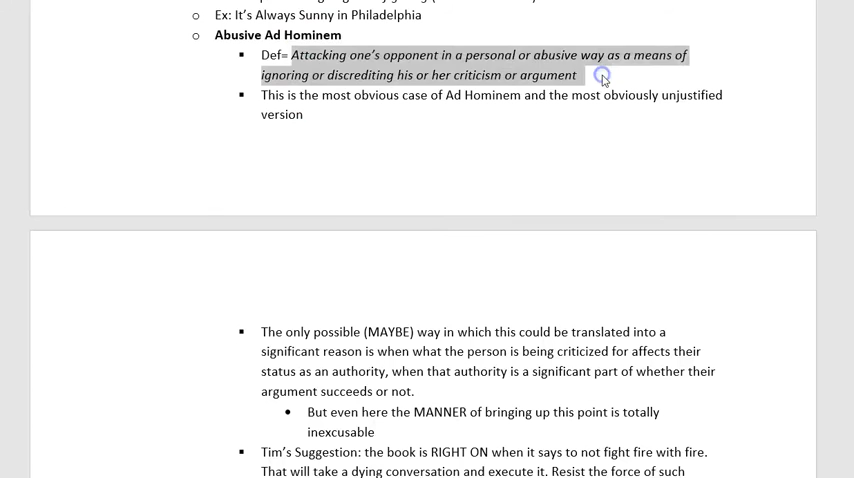 o Ex: It's Always Sunny in Philadelphia
o Abusive Ad Hominem
▪ Def= Attacking one's opponent in a personal or abusive way as a means of
ignoring or discrediting his or her criticism or argument
▪ This is the most obvious case of Ad Hominem and the most obviously unjustified
version
▪ The only possible (MAYBE) way in which this could be translated into a
significant reason is when what the person is being criticized for affects their
status as an authority, when that authority is a significant part of whether their
argument succeeds or not.
• But even here the MANNER of bringing up this point is totally
inexcusable
▪ Tim's Suggestion: the book is RIGHT ON when it says to not fight fire with fire.
That will take a dying conversation and execute it. Resist the force of such